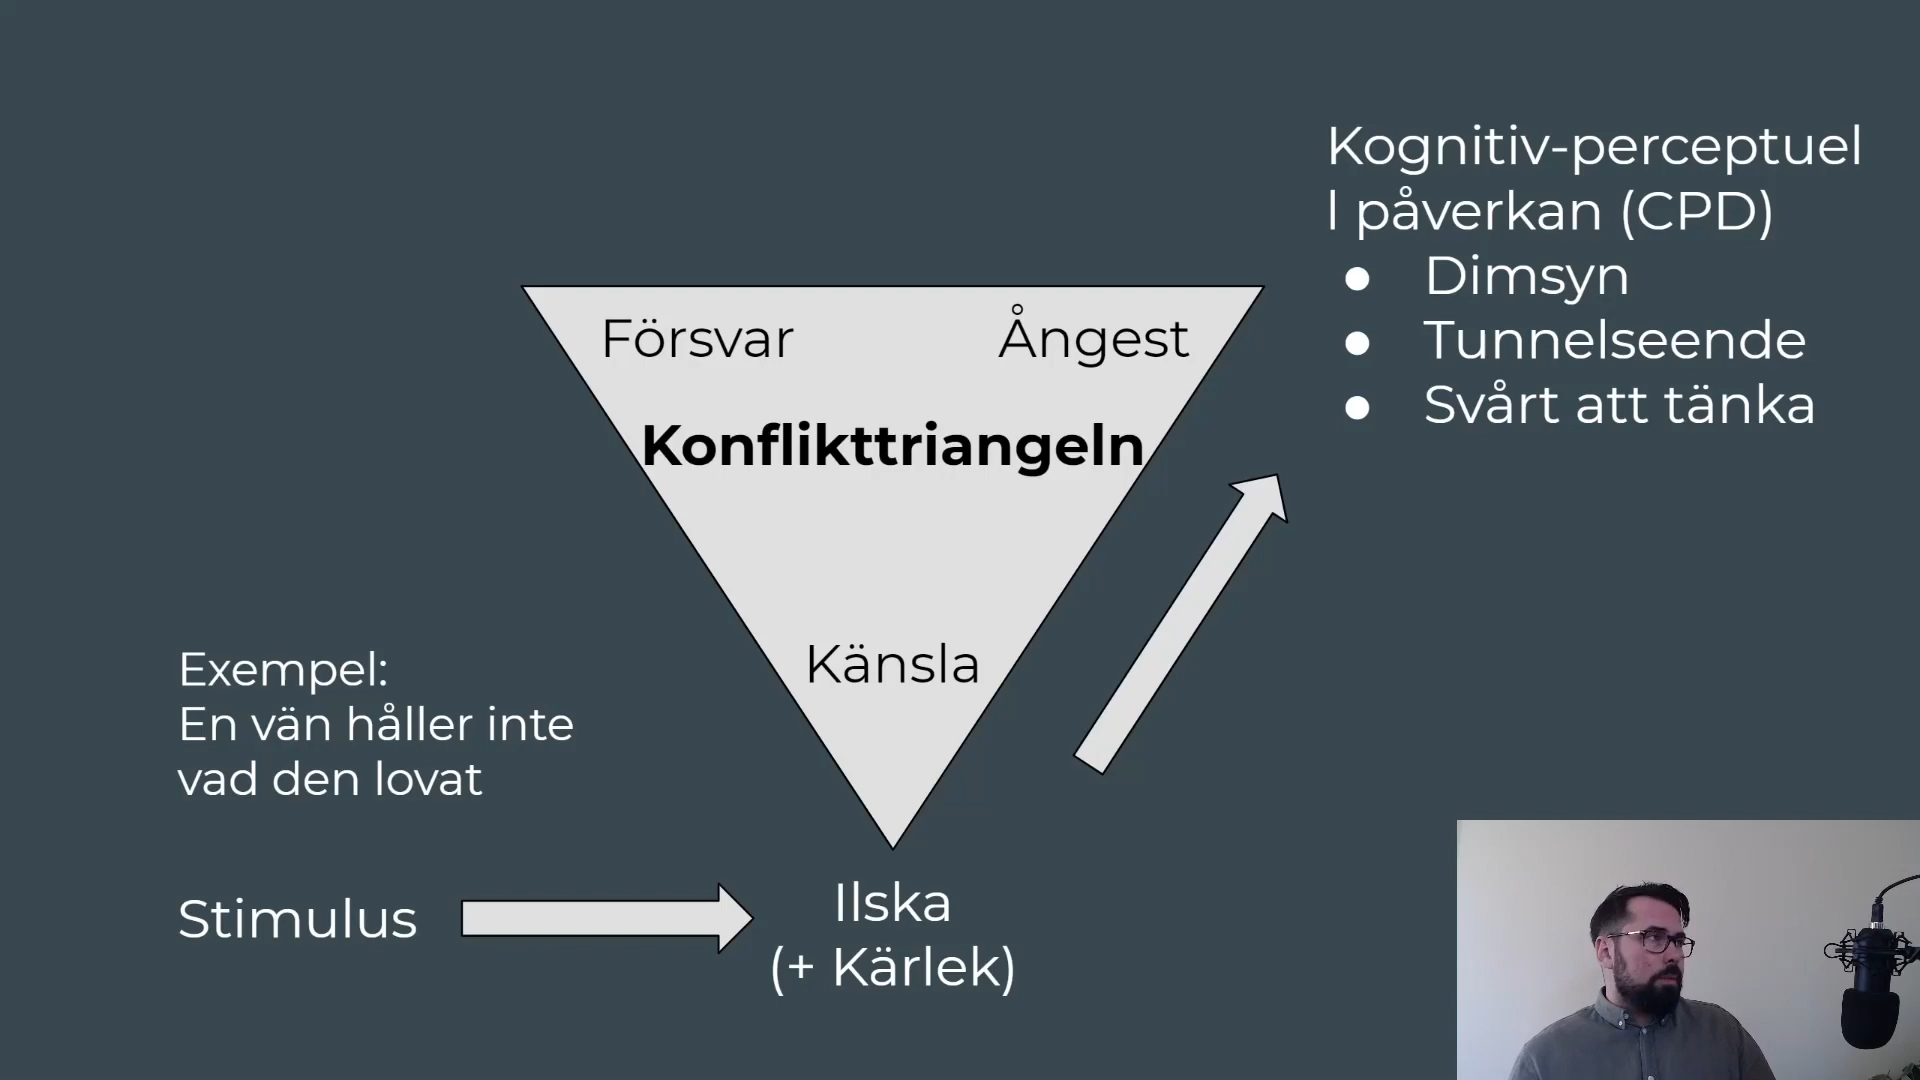 Kognitiv-perceptuel
l påverkan (CPD)
● Dimsyn
● Tunnelseende
● Svårt att tänka
Försvar
Ångest
Konflikttriangeln
Känsla
Exempel:
En vän håller inte
vad den lovat
Stimulus
Ilska
(+ Kärlek)